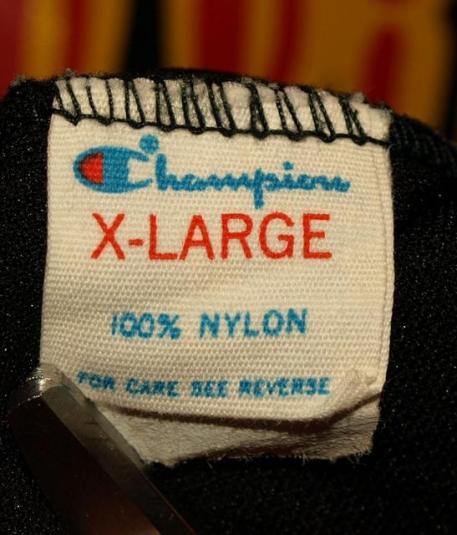 Champion
X-LARGE
100% NYLON
FOR CARE SEE REVERSE